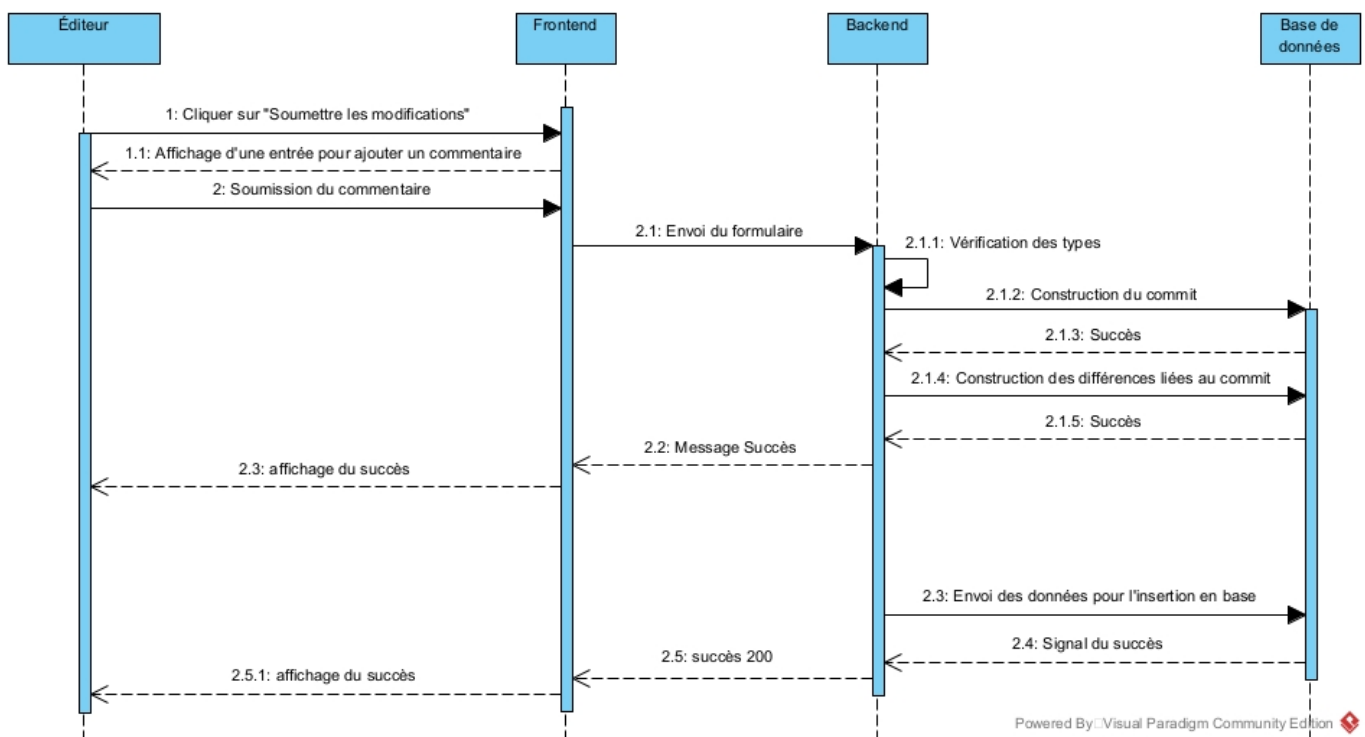 Éditeur
Frontend
Backend
Base de
données
1: Cliquer sur "Soumettre les modifications"
1.1: Affichage d'une entrée pour ajouter un commentaire
2: Soumission du commentaire
2.1: Envoi du formulaire
2.1.1: Vérification des types
2.1.2: Construction du commit
2.1.3: Succès
2.1.4: Construction des différences liées au commit
2.1.5: Succès
2.2: Message Succès
2.3: affichage du succès
2.3: Envoi des données pour l'insertion en base
2.4: Signal du succès
2.5: succès 200
2.5.1: affichage du succès
Powered By Visual Paradigm Community Edition